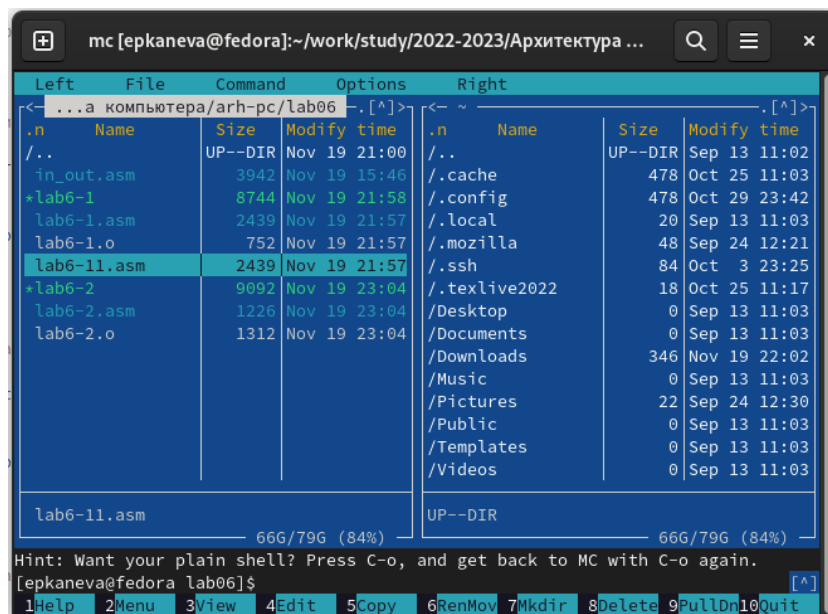 mc [epkaneva@fedora]:~/work/study/2022-2023/Архитектура ...
Left File Command Options Right
<— ...а компьютера/arh-pc/lab06 —.[^]>
.n Name Size Modify time
/.. UP--DIR Nov 19 21:00
in_out.asm 3942 Nov 19 15:46
*lab6-1 8744 Nov 19 21:58
lab6-1.asm 2439 Nov 19 21:57
lab6-1.o 752 Nov 19 21:57
lab6-11.asm 2439 Nov 19 21:57
*lab6-2 9092 Nov 19 23:04
lab6-2.asm 1226 Nov 19 23:04
lab6-2.o 1312 Nov 19 23:04
lab6-11.asm
66G/79G (84%)
<— ~ —.[^]>
.n Name Size Modify time
/.. UP--DIR Sep 13 11:02
/.cache 478 Oct 25 11:03
/.config 478 Oct 29 23:42
/.local 20 Sep 13 11:03
/.mozilla 48 Sep 24 12:21
/.ssh 84 Oct 3 23:25
/.texlive2022 18 Oct 25 11:17
/Desktop 0 Sep 13 11:03
/Documents 0 Sep 13 11:03
/Downloads 346 Nov 19 22:02
/Music 0 Sep 13 11:03
/Pictures 22 Sep 24 12:30
/Public 0 Sep 13 11:03
/Templates 0 Sep 13 11:03
/Videos 0 Sep 13 11:03
UP--DIR
66G/79G (84%)
Hint: Want your plain shell? Press C-o, and get back to MC with C-o again.
[epkaneva@fedora lab06]$ [^]
1Help 2Menu 3View 4Edit 5Copy 6RenMov 7Mkdir 8Delete 9PullDn 10Quit